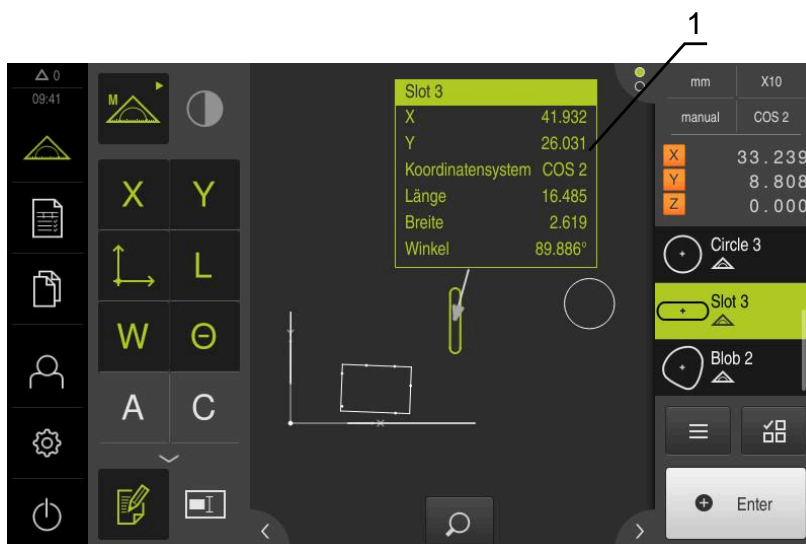 1
0
09:41
M
X Y
L
W Θ
A C
Slot 3
X 41.932
Y 26.031
Koordinatensystem COS 2
Länge 16.485
Breite 2.619
Winkel 89.886°
mm X10
manual COS 2
X 33.239
Y 8.808
Z 0.000
Circle 3
Slot 3
Blob 2
Enter